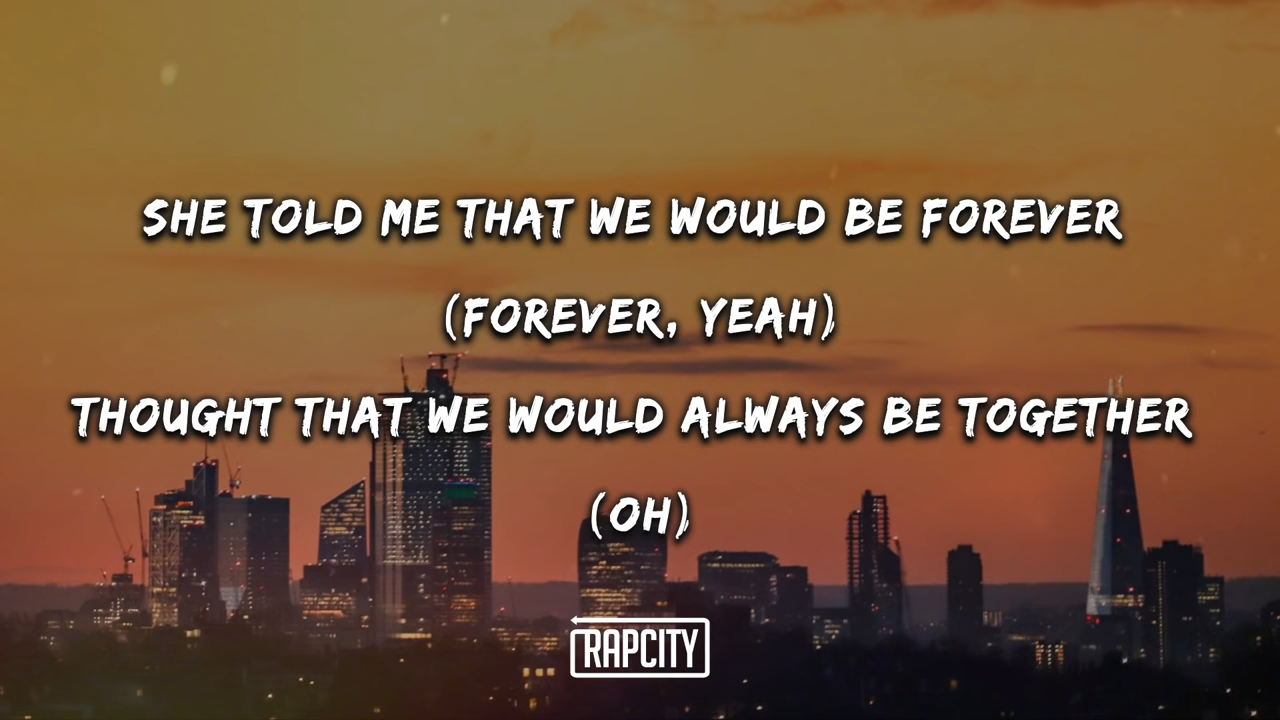 SHE TOLD ME THAT WE WOULD BE FOREVER
(FOREVER, YEAH)
THOUGHT THAT WE WOULD ALWAYS BE TOGETHER
(OH)
RAPCITY